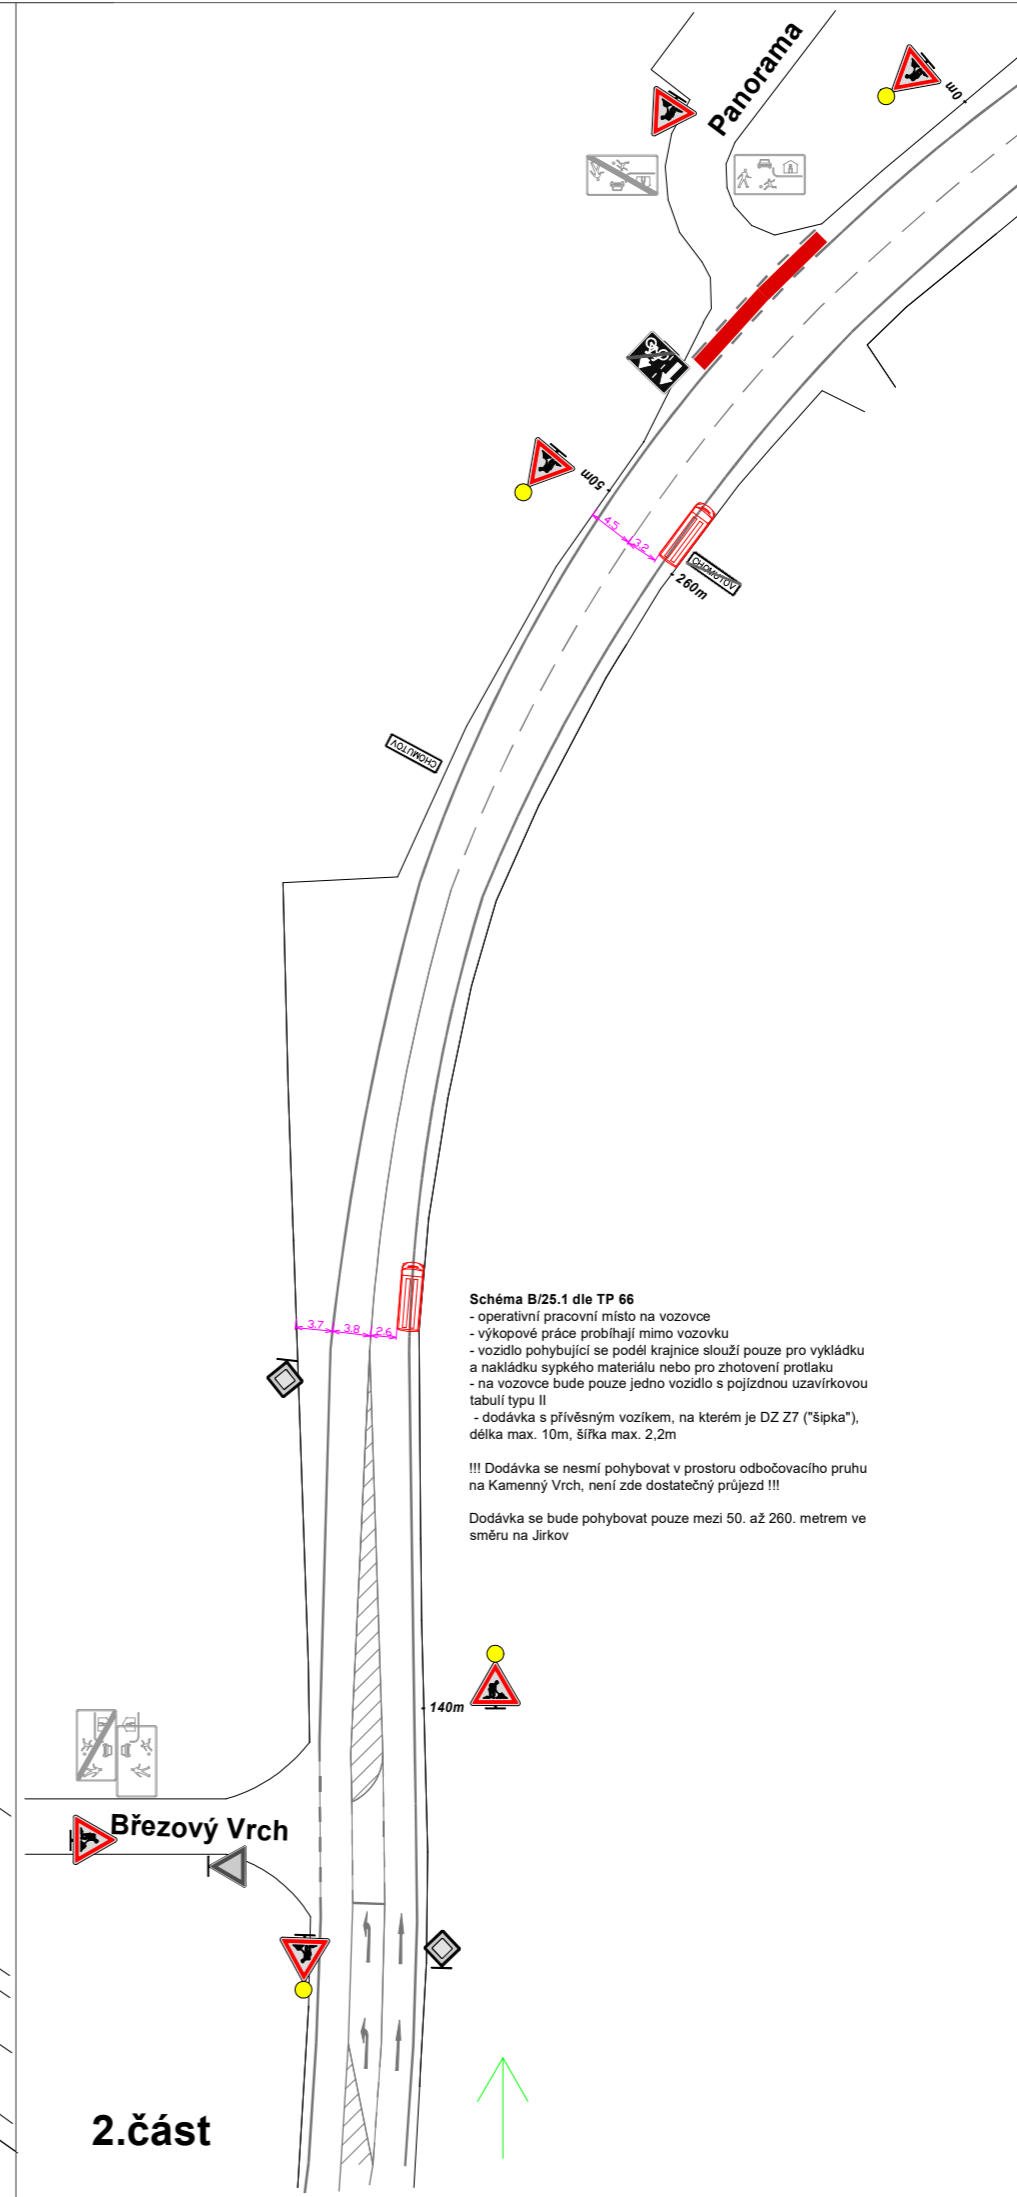 Panorama
0m
50m
4.5
3.2
CHOMUTOV
260m
CHOMUTOV
3.7
3.8
2.6
Schéma B/25.1 dle TP 66
- operativní pracovní místo na vozovce
- výkopové práce probíhají mimo vozovku
- vozidlo pohybující se podél krajnice slouží pouze pro vykládku
a nakládku sypkého materiálu nebo pro zhotovení protlaku
- na vozovce bude pouze jedno vozidlo s pojízdnou uzavírkovou
tabulí typu II
- dodávka s přívěsným vozíkem, na kterém je DZ Z7 ("šipka"),
délka max. 10m, šířka max. 2,2m
!!! Dodávka se nesmí pohybovat v prostoru odbočovacího pruhu
na Kamenný Vrch, není zde dostatečný průjezd !!!
Dodávka se bude pohybovat pouze mezi 50. až 260. metrem ve
směru na Jirkov
140m
Březový Vrch
2.část